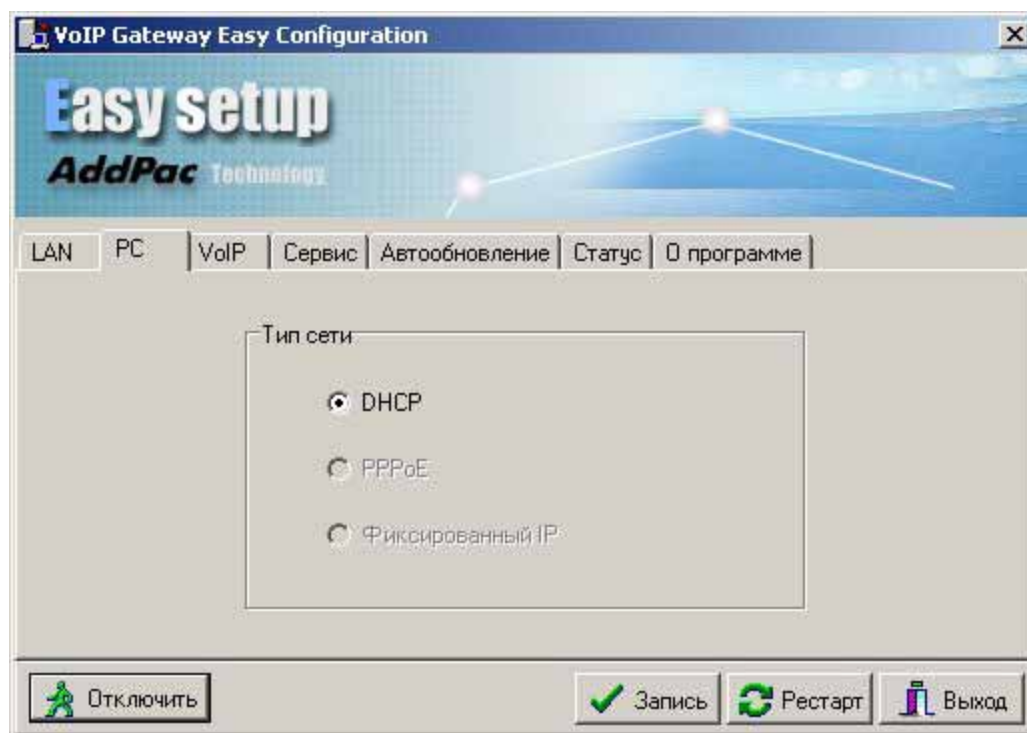 VoIP Gateway Easy Configuration
Easy setup
AddPac Technology
LAN PC VoIP Сервис Автообновление Статус О программе
Тип сети
DHCP
PPPoE
Фиксированный IP
Отключить Запись Рестарт Выход